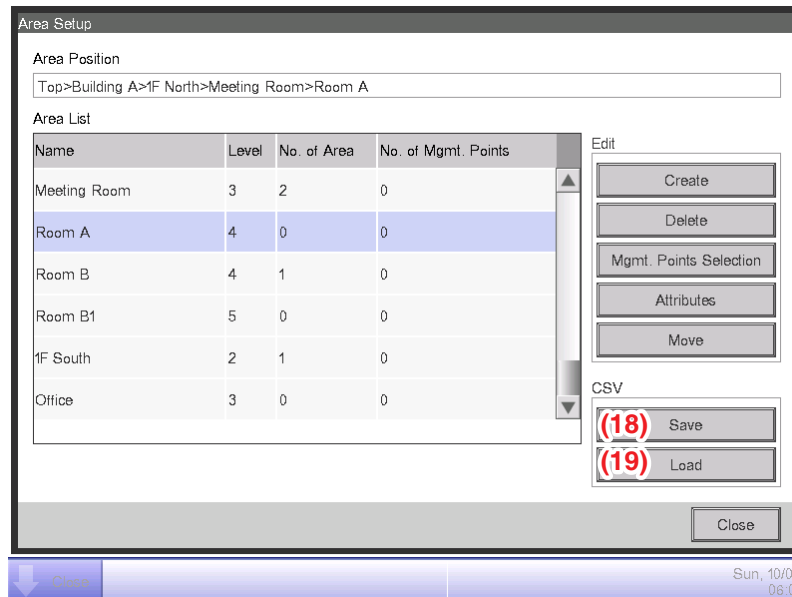 Area Setup
Area Position
Top>Building A>1F North>Meeting Room>Room A
Area List
Name Level No. of Area No. of Mgmt. Points
Meeting Room 3 2 0
Room A 4 0 0
Room B 4 1 0
Room B1 5 0 0
1F South 2 1 0
Office 3 0 0
Edit
Create
Delete
Mgmt. Points Selection
Attributes
Move
CSV
(18) Save
(19) Load
Close
Close
Sun, 10/0
06:0